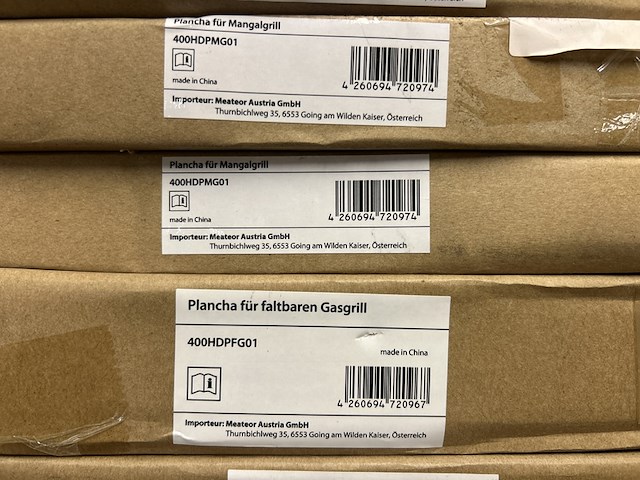 Plancha für Mangalgrill
400HDPMG01
made in China
4 260694 720974
Importeur: Meateor Austria GmbH
Thurnbichlweg 35, 6553 Going am Wilden Kaiser, Österreich
Plancha für Mangalgrill
400HDPMG01
made in China
4 260694 720974
Importeur: Meateor Austria GmbH
Thurnbichlweg 35, 6553 Going am Wilden Kaiser, Österreich
Plancha für faltbaren Gasgrill
400HDPFG01
made in China
4 260694 720967
Importeur: Meateor Austria GmbH
Thurnbichlweg 35, 6553 Going am Wilden Kaiser, Österreich